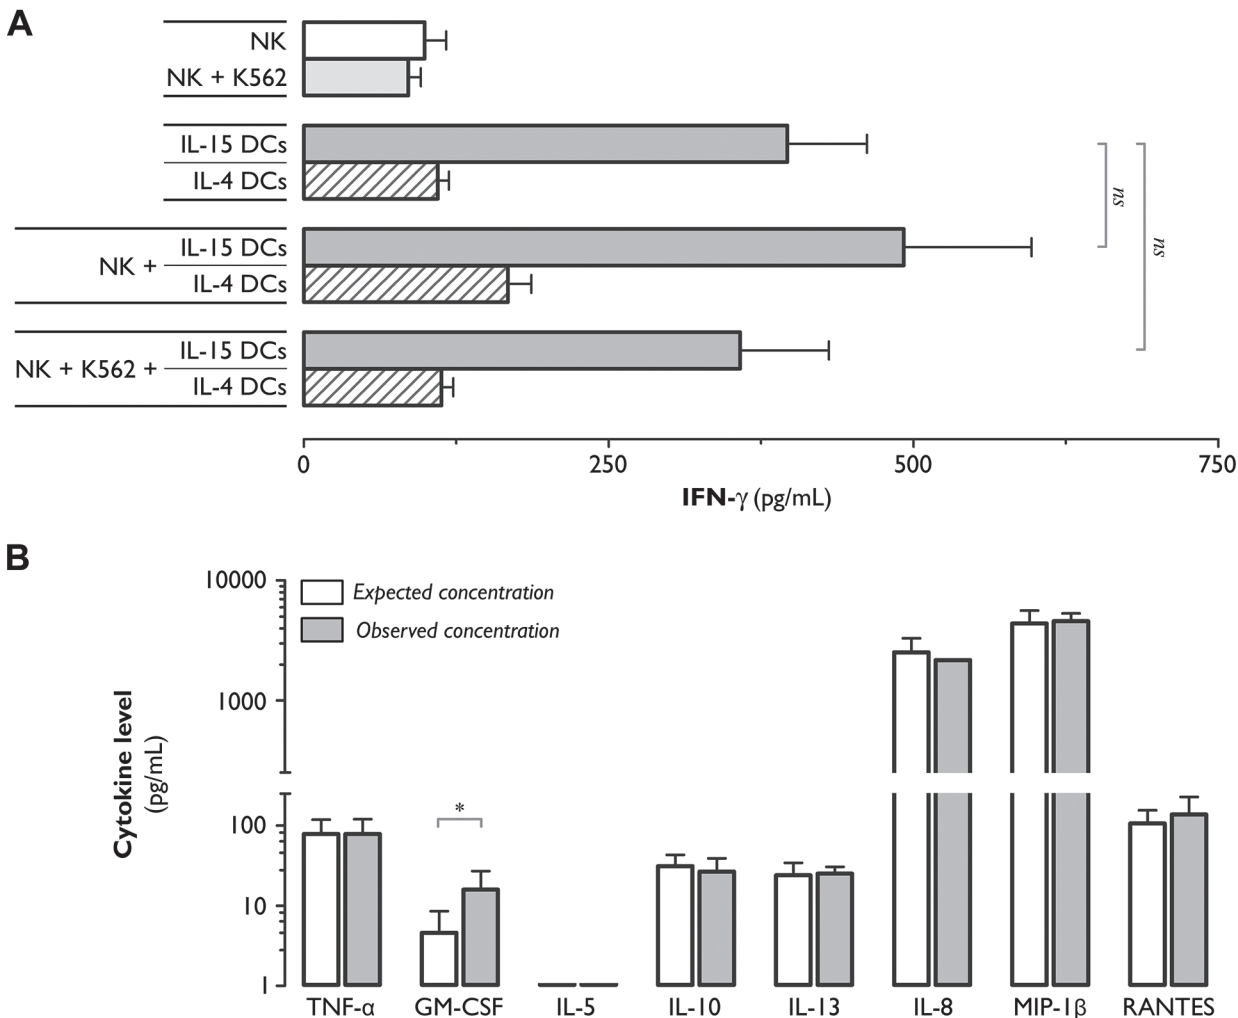 A
NK
NK + K562
IL-15 DCs
IL-4 DCs
NK +
IL-15 DCs
IL-4 DCs
NK + K562 +
IL-15 DCs
IL-4 DCs
ns
ns
0 250 500 750
IFN-γ (pg/mL)
B
Expected concentration
Observed concentration
Cytokine level
(pg/mL)
10000
1000
100
10
1
*
TNF-α GM-CSF IL-5 IL-10 IL-13 IL-8 MIP-1β RANTES